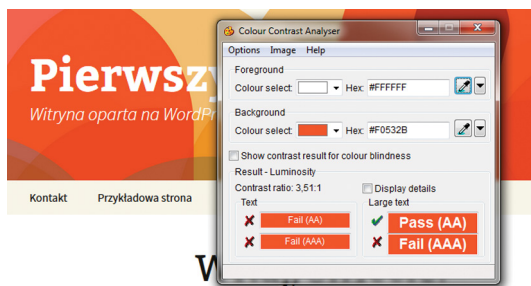 Colour Contrast Analyser
Options Image Help
Pierwszy
Witryna oparta na
Foreground
Colour select: Hex: #FFFFFF
Background
Colour select: Hex: #F0532B
Show contrast result for colour blindness
Result - Luminosity
Contrast ratio: 3,51:1
Display details
Text
Fail (AA)
Fail (AAA)
Large text
Pass (AA)
Fail (AAA)
Kontakt Przykładowa strona